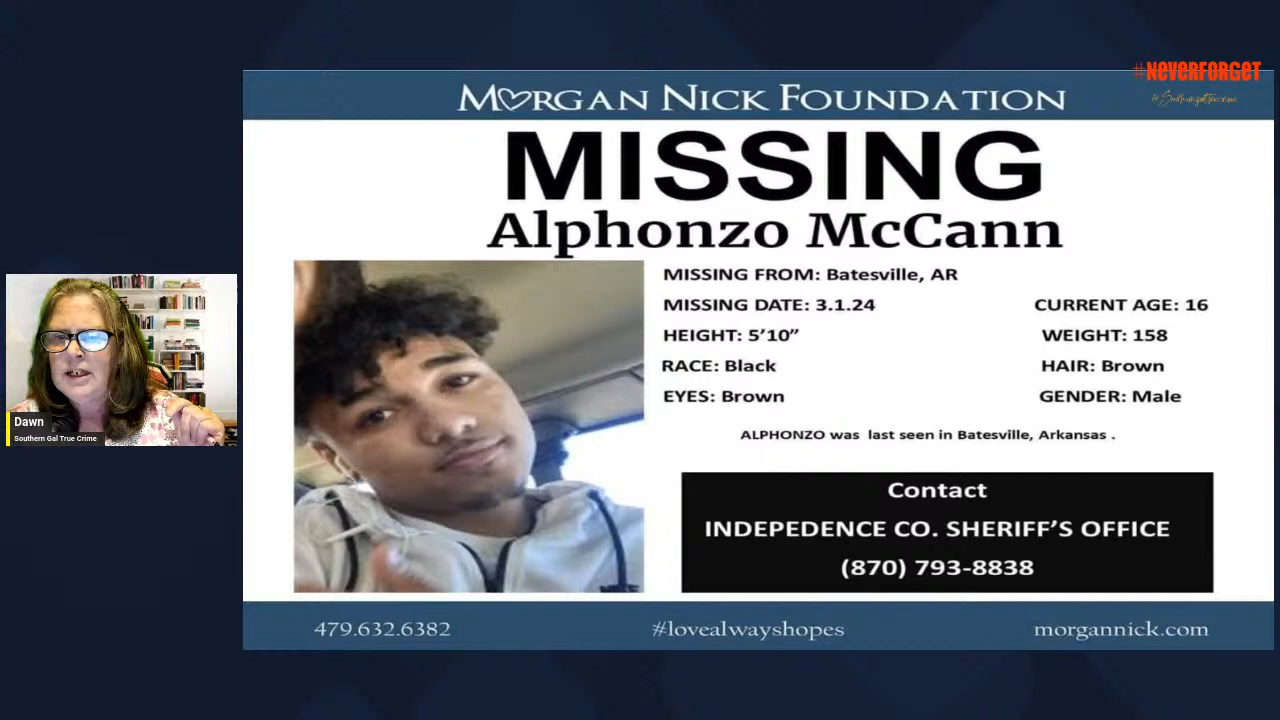 #NEVERFORGET
MORGAN NICK FOUNDATION
MISSING
Alphonzo McCann
MISSING FROM: Batesville, AR
MISSING DATE: 3.1.24 CURRENT AGE: 16
HEIGHT: 5’10” WEIGHT: 158
RACE: Black HAIR: Brown
EYES: Brown GENDER: Male
ALPHONZO was last seen in Batesville, Arkansas .
Contact
INDEPEDENCE CO. SHERIFF’S OFFICE
(870) 793-8838
479.632.6382 #lovealwayshopes morgannick.com
Dawn
Southern Gal True Crime